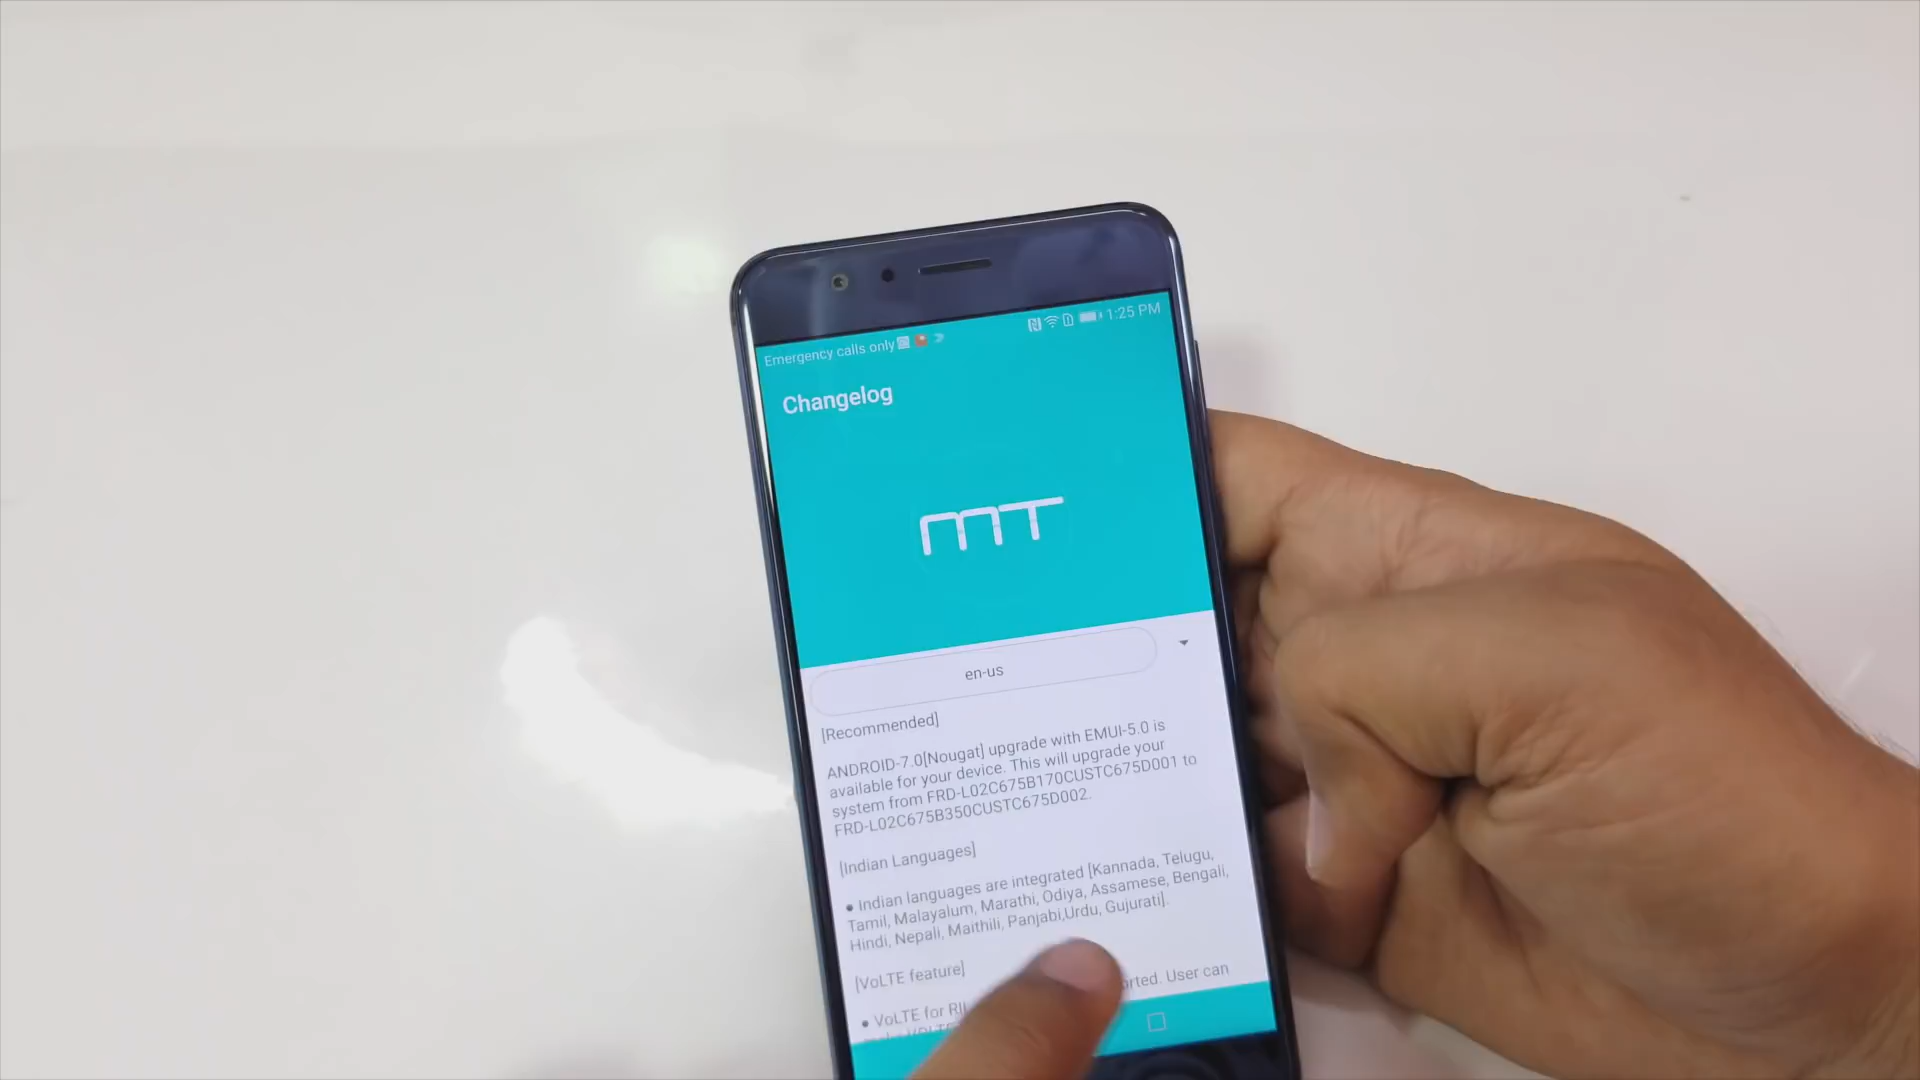 Emergency calls only
1:25 PM
Changelog
mT
en-us
[Recommended]
ANDROID-7.0[Nougat] upgrade with EMUI-5.0 is
available for your device. This will upgrade your
system from FRD-L02C675B170CUSTC675D001 to
FRD-L02C675B350CUSTC675D002.
[Indian Languages]
• Indian languages are integrated [Kannada, Telugu,
Tamil, Malayalum, Marathi, Odiya, Assamese, Bengali,
Hindi, Nepali, Maithili, Panjabi,Urdu, Gujurati].
[VoLTE feature]
• VoLTE for User can